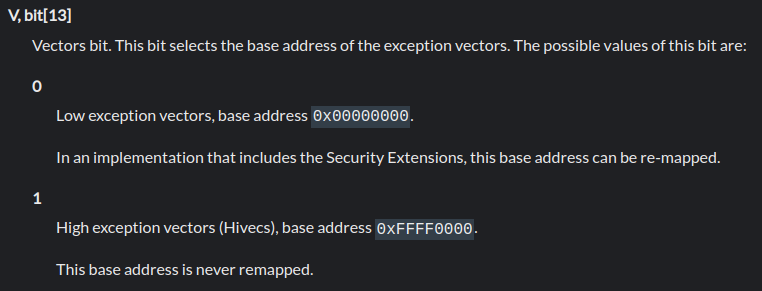 V, bit[13]
Vectors bit. This bit selects the base address of the exception vectors. The possible values of this bit are:
0
Low exception vectors, base address 0x00000000.
In an implementation that includes the Security Extensions, this base address can be re-mapped.
1
High exception vectors (Hivecs), base address 0xFFFF0000.
This base address is never remapped.